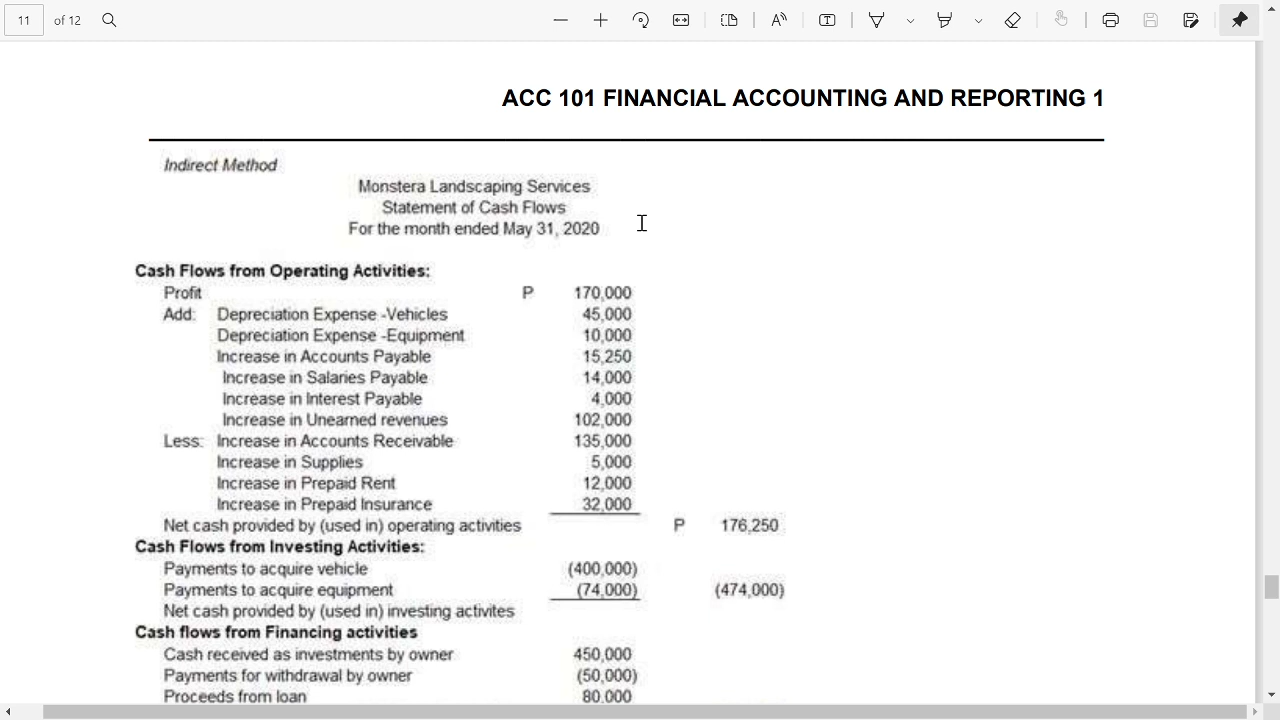 11 of 12
ACC 101 FINANCIAL ACCOUNTING AND REPORTING 1
Indirect Method
Monstera Landscaping Services
Statement of Cash Flows
For the month ended May 31, 2020
Cash Flows from Operating Activities:
Profit P 170,000
Add: Depreciation Expense -Vehicles 45,000
Depreciation Expense -Equipment 10,000
Increase in Accounts Payable 15,250
Increase in Salaries Payable 14,000
Increase in Interest Payable 4,000
Increase in Unearned revenues 102,000
Less: Increase in Accounts Receivable 135,000
Increase in Supplies 5,000
Increase in Prepaid Rent 12,000
Increase in Prepaid Insurance 32,000
Net cash provided by (used in) operating activities P 176,250
Cash Flows from Investing Activities:
Payments to acquire vehicle (400,000)
Payments to acquire equipment (74,000) (474,000)
Net cash provided by (used in) investing activites
Cash flows from Financing activities
Cash received as investments by owner 450,000
Payments for withdrawal by owner (50,000)
Proceeds from loan 80,000